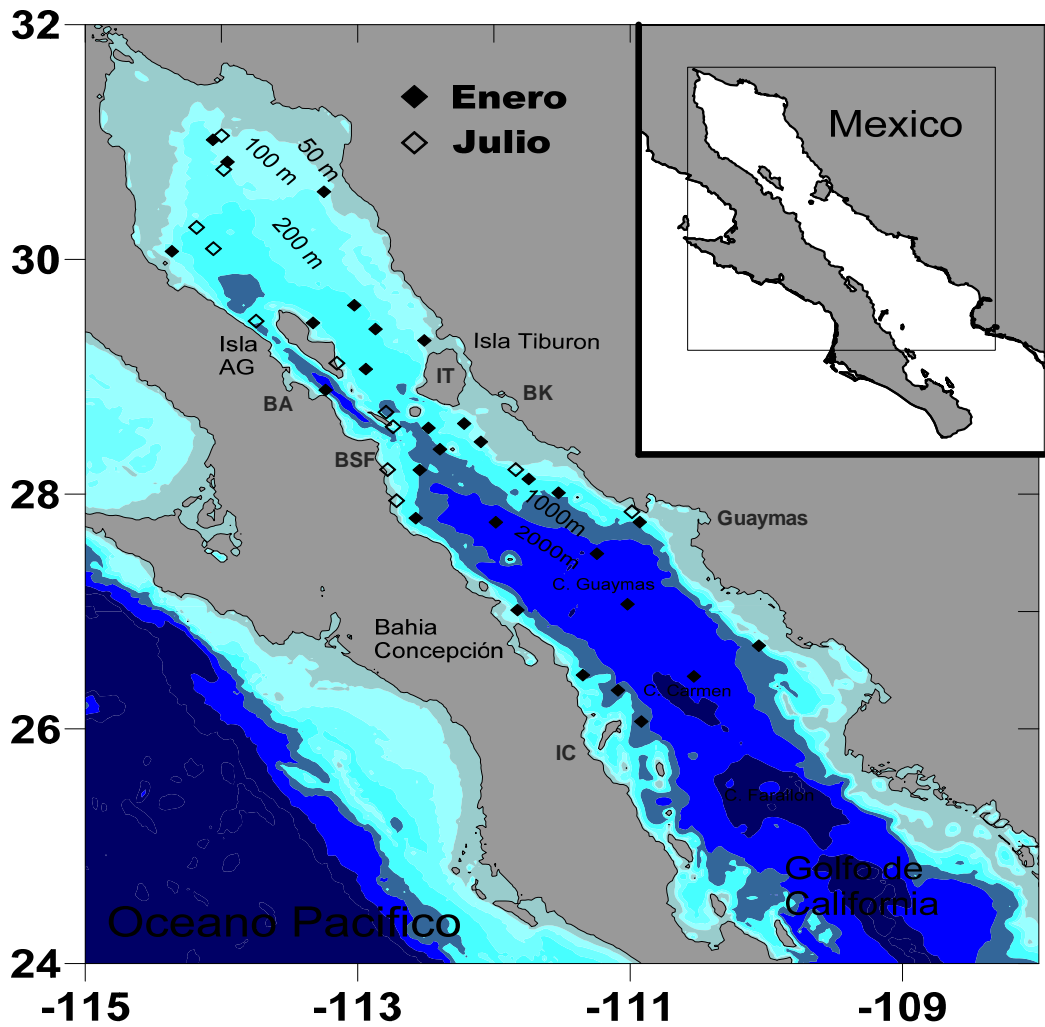 32
Enero
Julio
Mexico
50 m
100 m
200 m
30
Isla
AG
Isla Tiburon
IT
BK
BA
BSF
28
1000m
2000m
Guaymas
C. Guaymas
Bahia
Concepción
C. Carmen
26
IC
C. Farallon
Golfo de
California
Oceano Pacifico
24
-115
-113
-111
-109